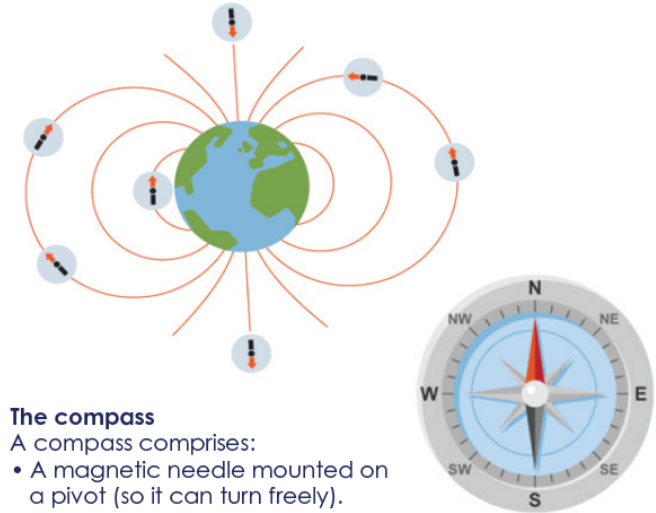 N
NW
NE
W
E
SW
SE
S
The compass
A compass comprises:
• A magnetic needle mounted on
a pivot (so it can turn freely).